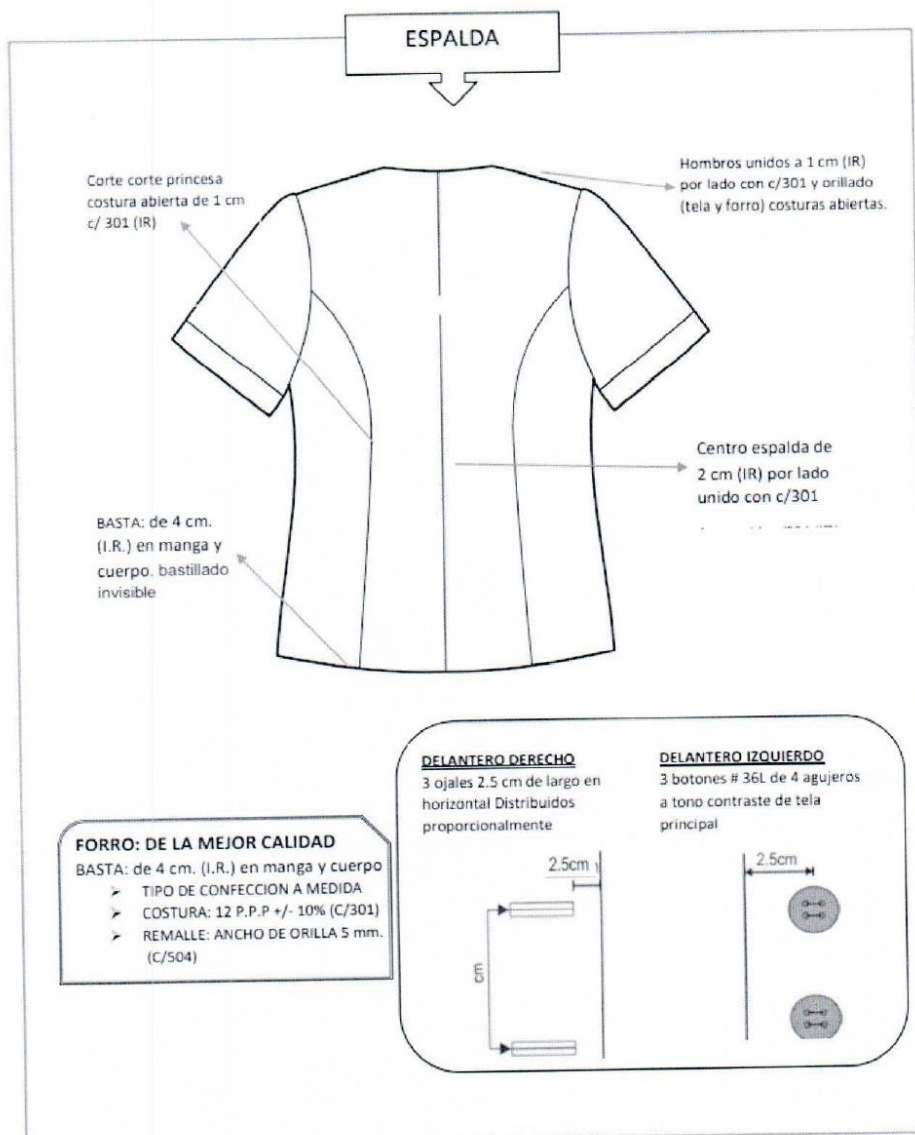 ESPALDA
Corte corte princesa
costura abierta de 1 cm
c/ 301 (IR)
Hombros unidos a 1 cm (IR)
por lado con c/301 y orillado
(tela y forro) costuras abiertas.
Centro espalda de
2 cm (IR) por lado
unido con c/301
BASTA: de 4 cm.
(I.R.) en manga y
cuerpo. bastillado
invisible
FORRO: DE LA MEJOR CALIDAD
BASTA: de 4 cm. (I.R.) en manga y cuerpo
➤ TIPO DE CONFECCION A MEDIDA
➤ COSTURA: 12 P.P.P +/- 10% (C/301)
➤ REMALLE: ANCHO DE ORILLA 5 mm.
(C/504)
DELANTERO DERECHO
3 ojales 2.5 cm de largo en
horizontal Distribuidos
proporcionalmente
2.5cm
cm
DELANTERO IZQUIERDO
3 botones # 36L de 4 agujeros
a tono contraste de tela
principal
2.5cm